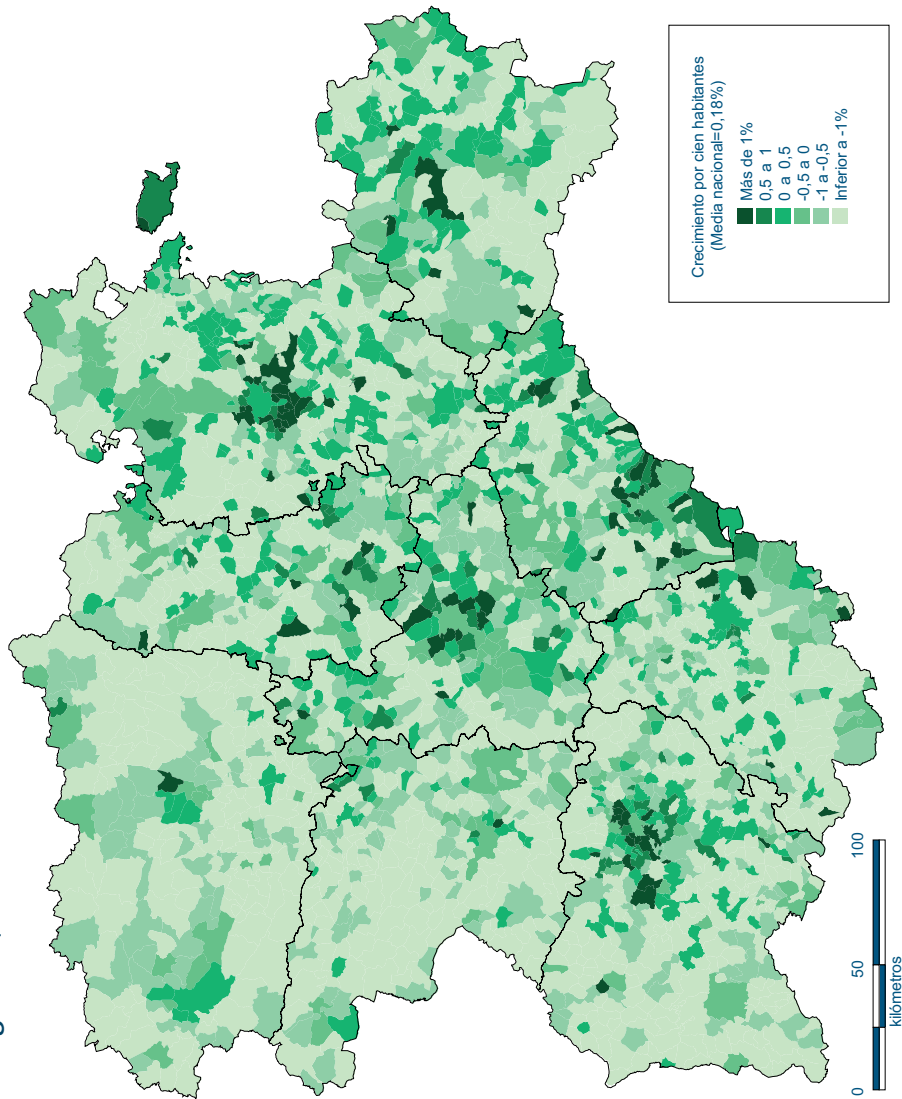 Crecimiento por cien habitantes
(Media nacional=0,18%)
Más de 1%
0,5 a 1
0 a 0,5
-0,5 a 0
-1 a -0,5
Inferior a -1%
0
50
100
kilómetros